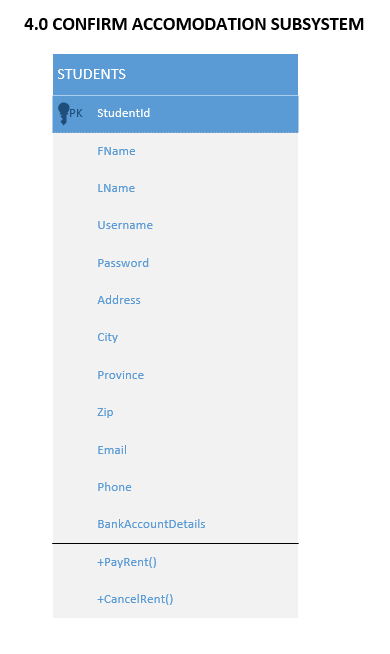 4.0 CONFIRM ACCOMODATION SUBSYSTEM
STUDENTS
PK StudentId
FName
LName
Username
Password
Address
City
Province
Zip
Email
Phone
BankAccountDetails
+PayRent()
+CancelRent()